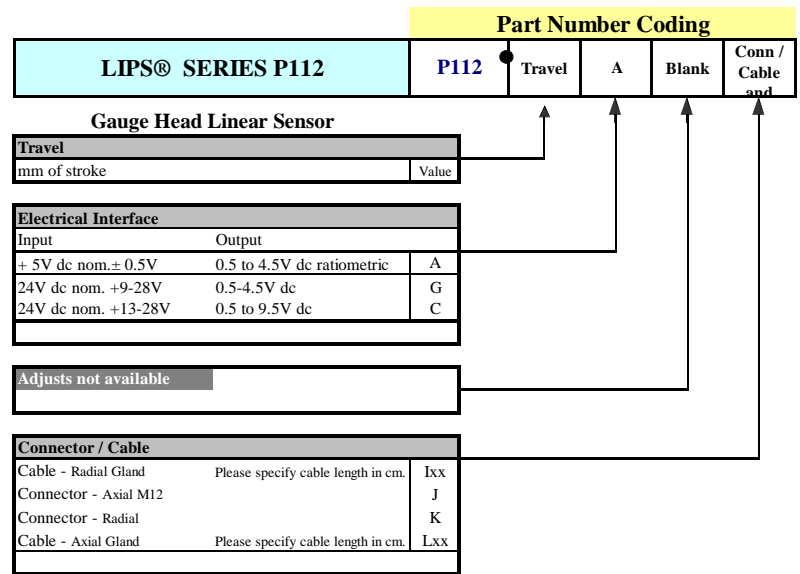 Part Number Coding
LIPS® SERIES P112 P112 Travel A Blank Conn / Cable and
Gauge Head Linear Sensor
Travel
mm of stroke Value
Electrical Interface
Input Output
+ 5V dc nom.± 0.5V 0.5 to 4.5V dc ratiometric A
24V dc nom. +9-28V 0.5-4.5V dc G
24V dc nom. +13-28V 0.5 to 9.5V dc C
Adjusts not available
Connector / Cable
Cable - Radial Gland Please specify cable length in cm. Ixx
Connector - Axial M12 J
Connector - Radial K
Cable - Axial Gland Please specify cable length in cm. Lxx